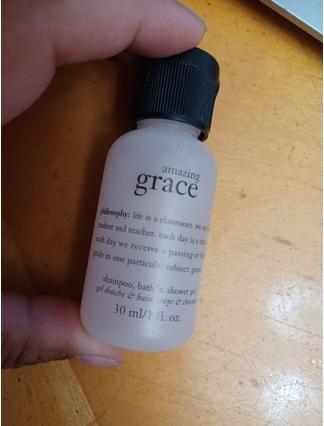 amazing
grace
philosophy: life is a classroom. we are
student and teacher. each day is a
each day we receive a passing or
grade in one particular subject: grace
shampoo, bath & shower gel
gel douche & bain, corps &
30 ml/1 fl. oz.